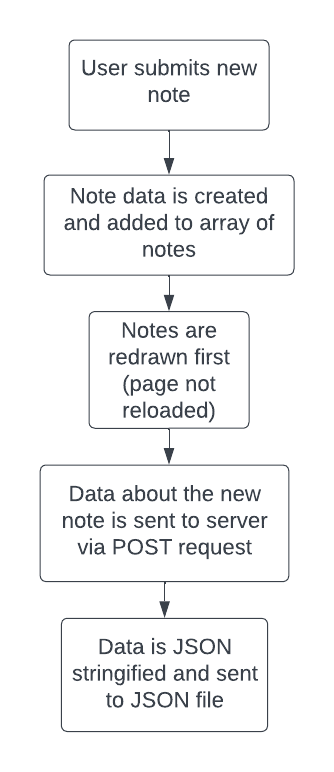 User submits new
note
Note data is created
and added to array of
notes
Notes are
redrawn first
(page not
reloaded)
Data about the new
note is sent to server
via POST request
Data is JSON
stringified and sent
to JSON file